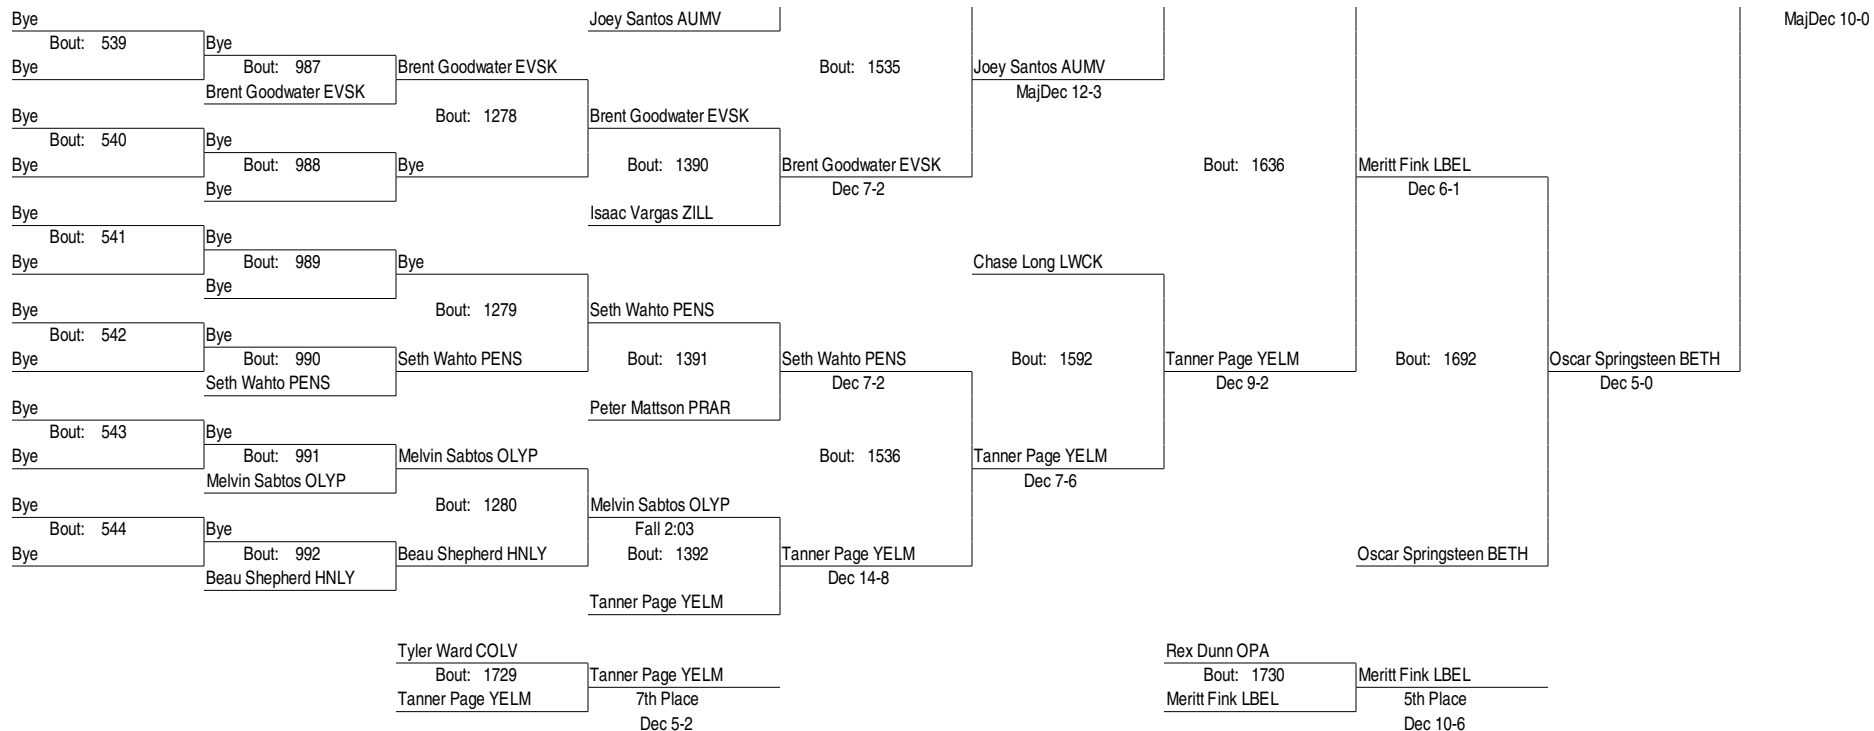 Bye
Joey Santos AUMV
MajDec 10-0
Bout: 539
Bye
Bye
Bout: 987
Brent Goodwater EVSK
Bout: 1535
Joey Santos AUMV
Brent Goodwater EVSK
MajDec 12-3
Bye
Bout: 1278
Brent Goodwater EVSK
Bout: 540
Bye
Bye
Bout: 988
Bye
Bout: 1390
Brent Goodwater EVSK
Bout: 1636
Meritt Fink LBEL
Bye
Dec 7-2
Dec 6-1
Bye
Isaac Vargas ZILL
Bout: 541
Bye
Bye
Bout: 989
Bye
Chase Long LWCK
Bye
Bye
Bout: 1279
Seth Wahto PENS
Bout: 542
Bye
Bye
Bout: 990
Seth Wahto PENS
Bout: 1391
Seth Wahto PENS
Bout: 1592
Tanner Page YELM
Bout: 1692
Oscar Springsteen BETH
Seth Wahto PENS
Dec 7-2
Dec 9-2
Dec 5-0
Bye
Peter Mattson PRAR
Bout: 543
Bye
Bye
Bout: 991
Melvin Sabtos OLYP
Bout: 1536
Tanner Page YELM
Melvin Sabtos OLYP
Dec 7-6
Bye
Bout: 1280
Melvin Sabtos OLYP
Bout: 544
Bye
Fall 2:03
Bye
Bout: 992
Beau Shepherd HNLY
Bout: 1392
Tanner Page YELM
Oscar Springsteen BETH
Beau Shepherd HNLY
Dec 14-8
Tanner Page YELM
Tyler Ward COLV
Rex Dunn OPA
Bout: 1729
Tanner Page YELM
Bout: 1730
Meritt Fink LBEL
Tanner Page YELM
7th Place
Meritt Fink LBEL
5th Place
Dec 5-2
Dec 10-6